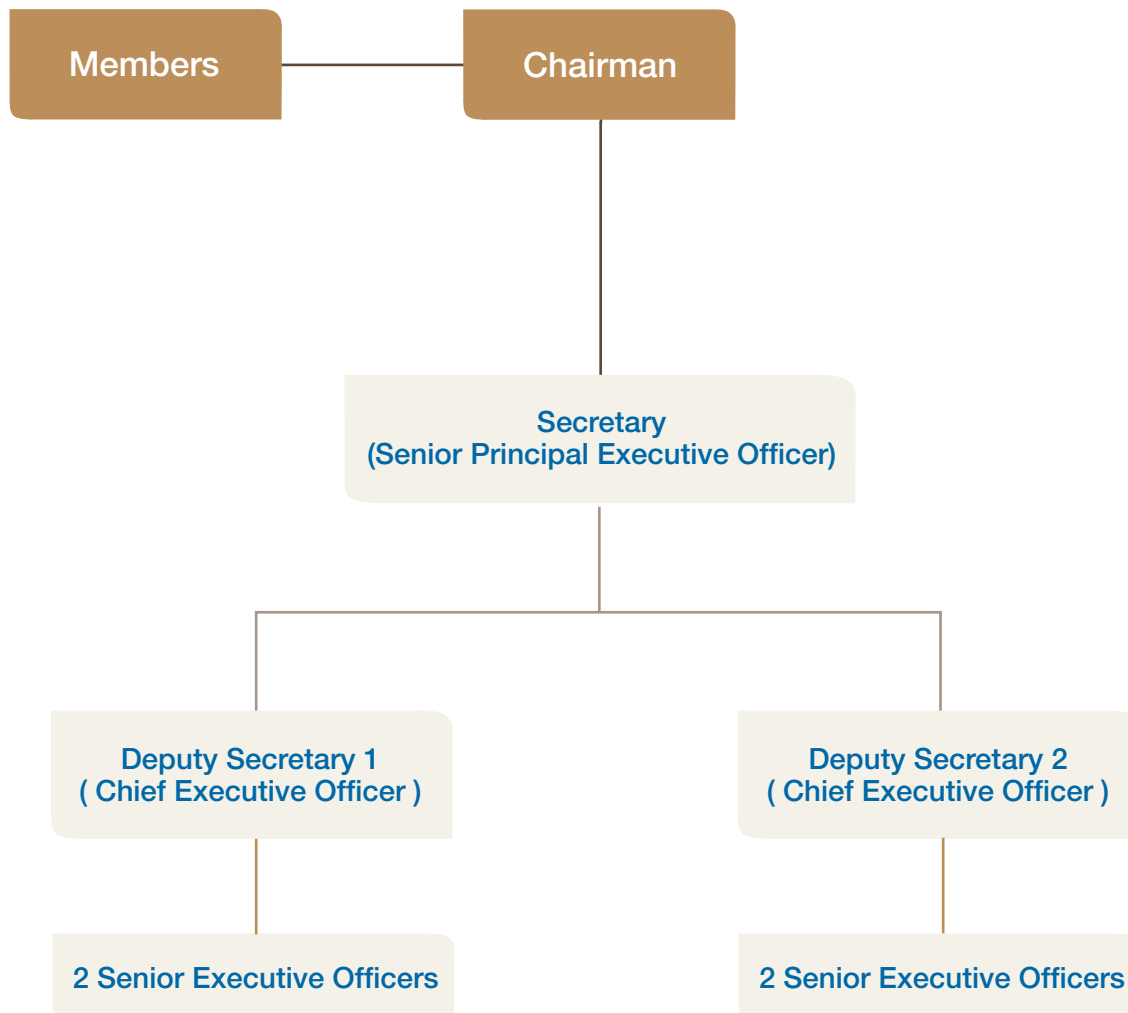 Members
Chairman
Secretary
(Senior Principal Executive Officer)
Deputy Secretary 1
( Chief Executive Officer )
Deputy Secretary 2
( Chief Executive Officer )
2 Senior Executive Officers
2 Senior Executive Officers